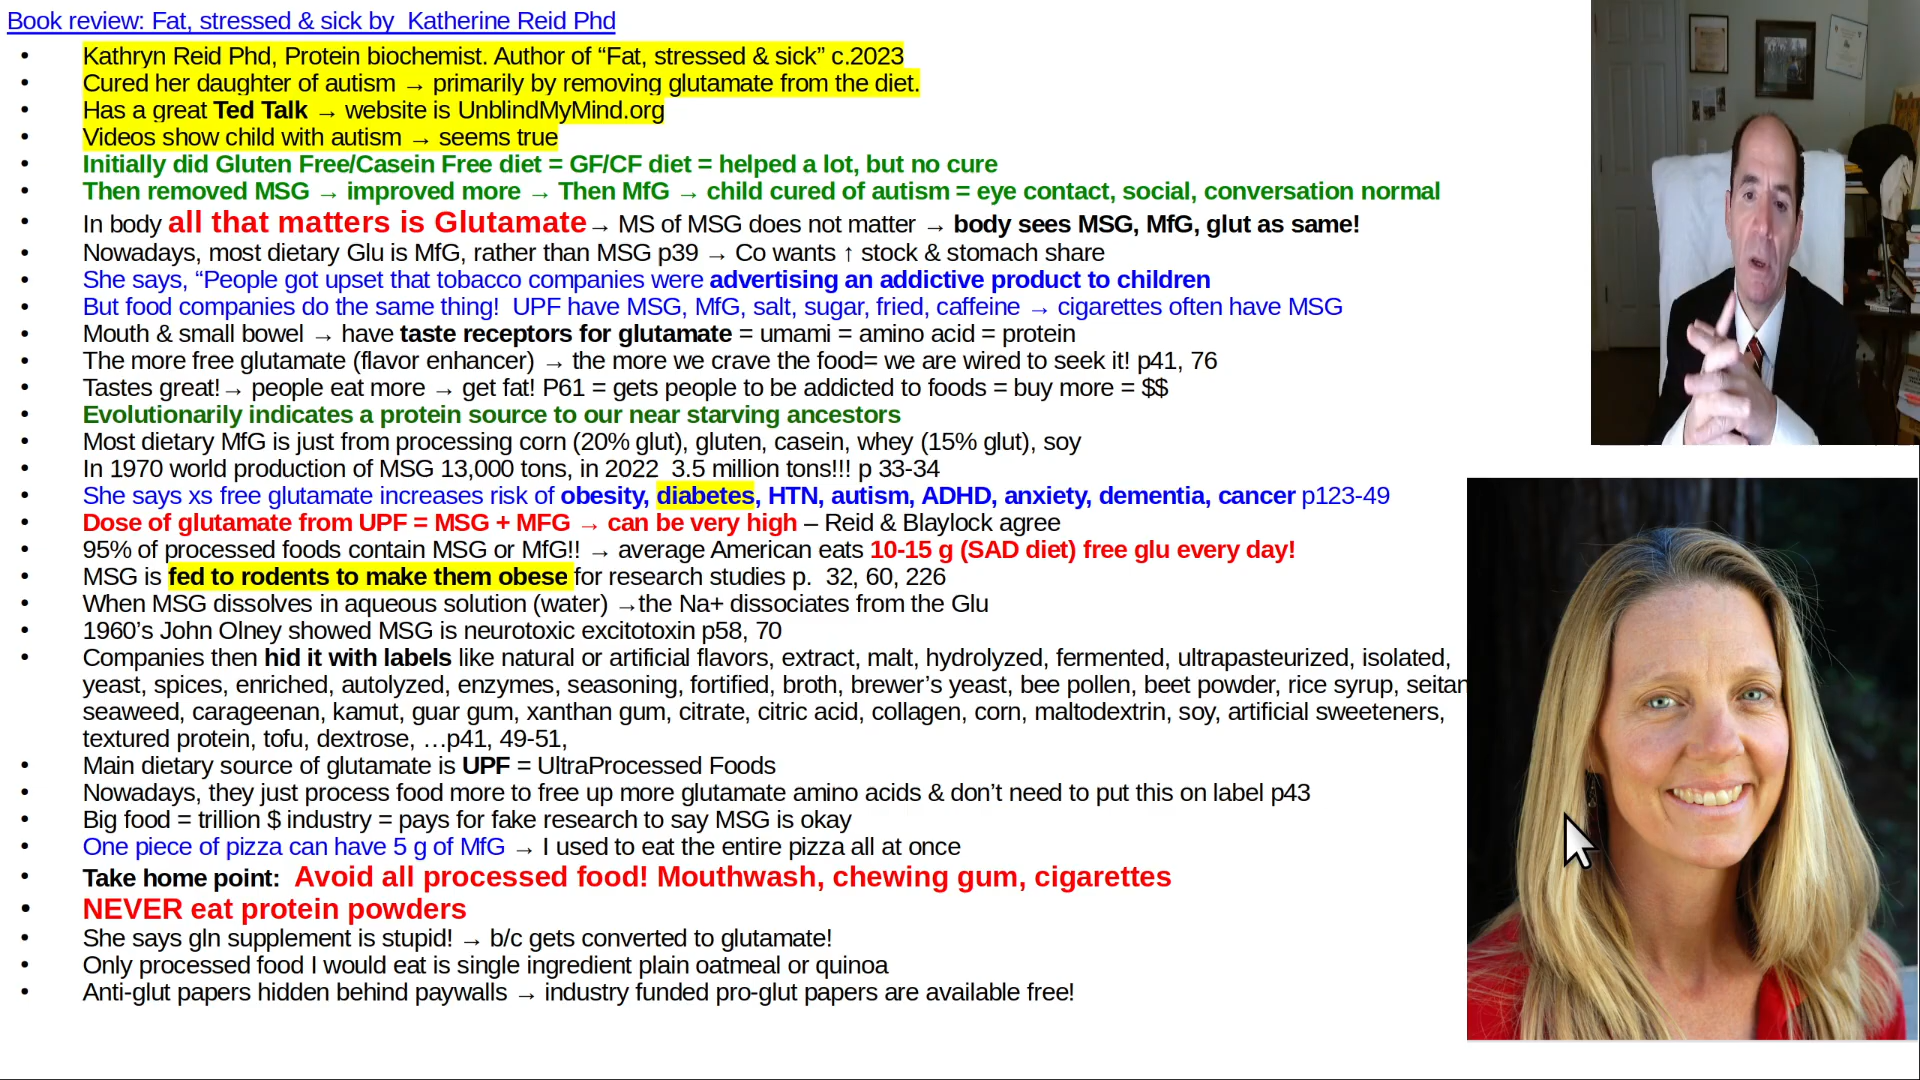 Book review: Fat, stressed & sick by  Katherine Reid Phd
• Kathryn Reid Phd, Protein biochemist. Author of “Fat, stressed & sick” c.2023
• Cured her daughter of autism → primarily by removing glutamate from the diet.
• Has a great Ted Talk → website is UnblindMyMind.org
• Videos show child with autism → seems true
• Initially did Gluten Free/Casein Free diet = GF/CF diet = helped a lot, but no cure
• Then removed MSG → improved more → Then MfG → child cured of autism = eye contact, social, conversation normal
• In body all that matters is Glutamate→ MS of MSG does not matter → body sees MSG, MfG, glut as same!
• Nowadays, most dietary Glu is MfG, rather than MSG p39 → Co wants ↑ stock & stomach share
• She says, “People got upset that tobacco companies were advertising an addictive product to children
• But food companies do the same thing!  UPF have MSG, MfG, salt, sugar, fried, caffeine → cigarettes often have MSG
• Mouth & small bowel → have taste receptors for glutamate = umami = amino acid = protein
• The more free glutamate (flavor enhancer) → the more we crave the food= we are wired to seek it! p41, 76
• Tastes great!→ people eat more → get fat! P61 = gets people to be addicted to foods = buy more = $$
• Evolutionarily indicates a protein source to our near starving ancestors
• Most dietary MfG is just from processing corn (20% glut), gluten, casein, whey (15% glut), soy
• In 1970 world production of MSG 13,000 tons, in 2022  3.5 million tons!!! p 33-34
• She says xs free glutamate increases risk of obesity, diabetes, HTN, autism, ADHD, anxiety, dementia, cancer p123-49
• Dose of glutamate from UPF = MSG + MFG → can be very high – Reid & Blaylock agree
• 95% of processed foods contain MSG or MfG!! → average American eats 10-15 g (SAD diet) free glu every day!
• MSG is fed to rodents to make them obese for research studies p.  32, 60, 226
• When MSG dissolves in aqueous solution (water) →the Na+ dissociates from the Glu
• 1960’s John Olney showed MSG is neurotoxic excitotoxin p58, 70
• Companies then hid it with labels like natural or artificial flavors, extract, malt, hydrolyzed, fermented, ultrapasteurized, isolated,
yeast, spices, enriched, autolyzed, enzymes, seasoning, fortified, broth, brewer’s yeast, bee pollen, beet powder, rice syrup, seitan
seaweed, carageenan, kamut, guar gum, xanthan gum, citrate, citric acid, collagen, corn, maltodextrin, soy, artificial sweeteners,
textured protein, tofu, dextrose, …p41, 49-51,
• Main dietary source of glutamate is UPF = UltraProcessed Foods
• Nowadays, they just process food more to free up more glutamate amino acids & don’t need to put this on label p43
• Big food = trillion $ industry = pays for fake research to say MSG is okay
• One piece of pizza can have 5 g of MfG → I used to eat the entire pizza all at once
• Take home point:  Avoid all processed food! Mouthwash, chewing gum, cigarettes
• NEVER eat protein powders
• She says gln supplement is stupid! → b/c gets converted to glutamate!
• Only processed food I would eat is single ingredient plain oatmeal or quinoa
• Anti-glut papers hidden behind paywalls → industry funded pro-glut papers are available free!